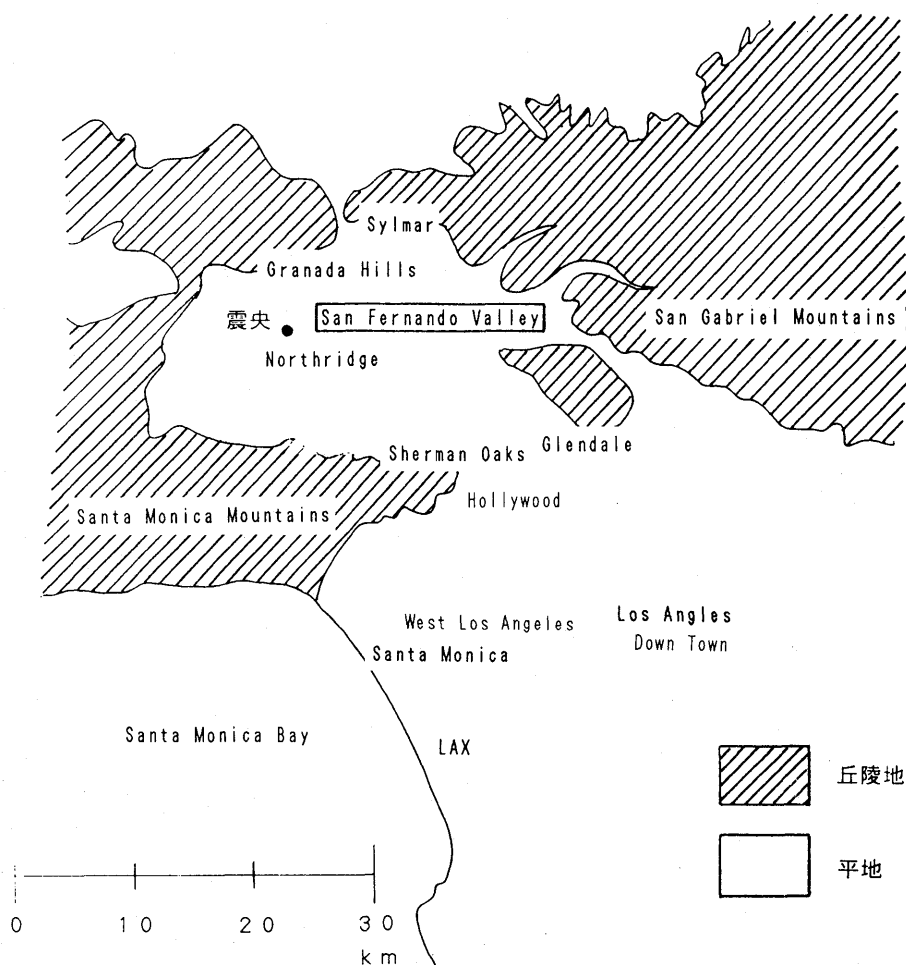 Sylmar
Granada Hills
震央
San Fernando Valley
San Gabriel Mountains
Northridge
Sherman Oaks
Glendale
Hollywood
Santa Monica Mountains
West Los Angeles
Los Angles
Down Town
Santa Monica
Santa Monica Bay
LAX
丘陵地
平地
0 10 20 30
km